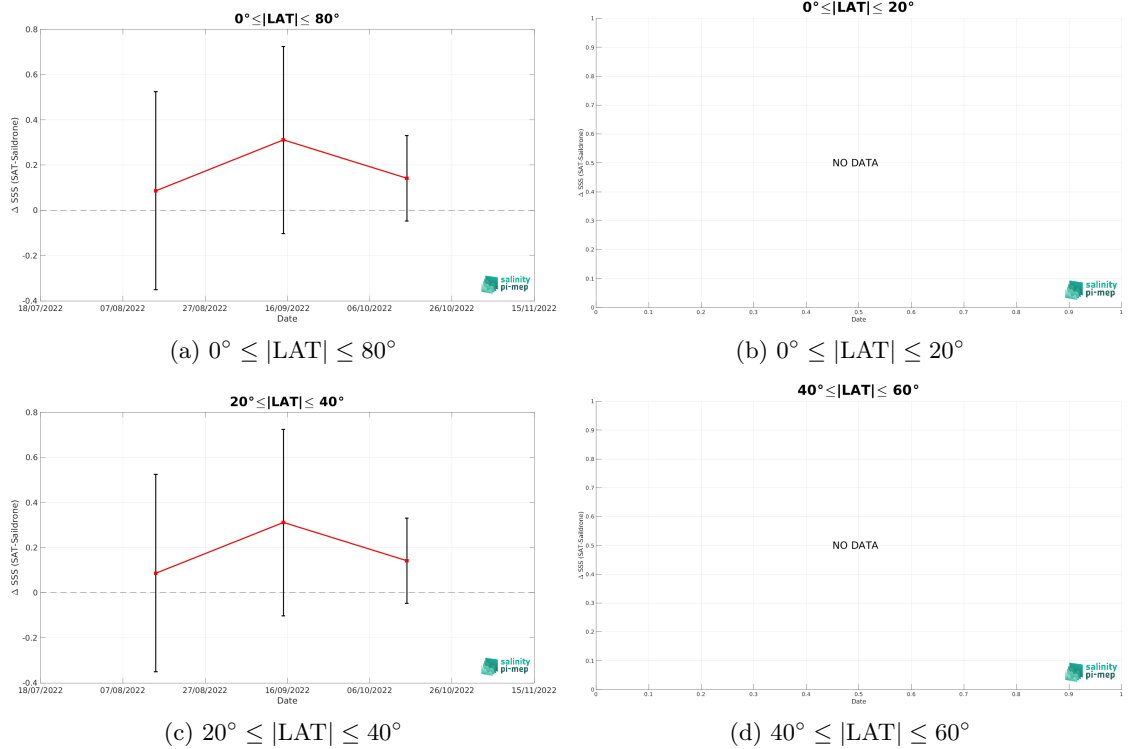 0°≤|LAT|≤ 80°
Δ SSS (SAT-Saildrone)
0.8
0.6
0.4
0.2
0
-0.2
-0.4
18/07/2022 07/08/2022 27/08/2022 16/09/2022 06/10/2022 26/10/2022 15/11/2022
Date
salinity
pi-mep
(a) 0° ≤ |LAT| ≤ 80°
0°≤|LAT|≤ 20°
Δ SSS (SAT-Saildrone)
1
0.9
0.8
0.7
0.6
0.5
0.4
0.3
0.2
0.1
0
NO DATA
0 0.1 0.2 0.3 0.4 0.5 0.6 0.7 0.8 0.9 1
Date
salinity
pi-mep
(b) 0° ≤ |LAT| ≤ 20°
20°≤|LAT|≤ 40°
Δ SSS (SAT-Saildrone)
0.8
0.6
0.4
0.2
0
-0.2
-0.4
18/07/2022 07/08/2022 27/08/2022 16/09/2022 06/10/2022 26/10/2022 15/11/2022
Date
salinity
pi-mep
(c) 20° ≤ |LAT| ≤ 40°
40°≤|LAT|≤ 60°
Δ SSS (SAT-Saildrone)
1
0.9
0.8
0.7
0.6
0.5
0.4
0.3
0.2
0.1
0
NO DATA
0 0.1 0.2 0.3 0.4 0.5 0.6 0.7 0.8 0.9 1
Date
salinity
pi-mep
(d) 40° ≤ |LAT| ≤ 60°